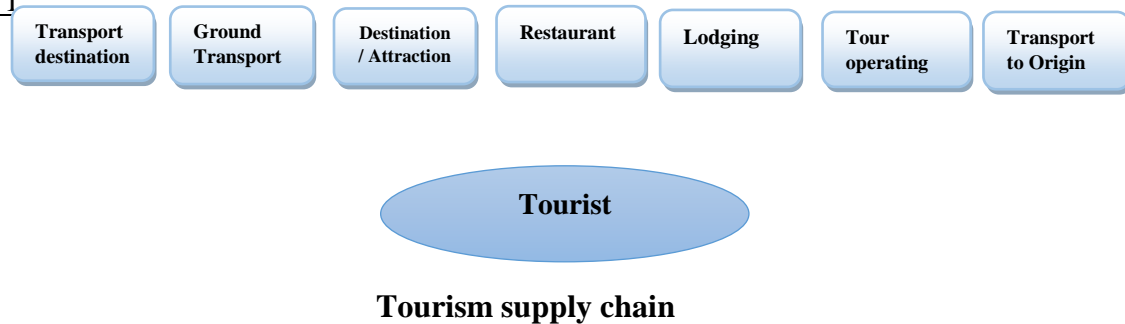 Transport
destination
Ground
Transport
Destination
/ Attraction
Restaurant
Lodging
Tour
operating
Transport
to Origin
Tourist
Tourism supply chain